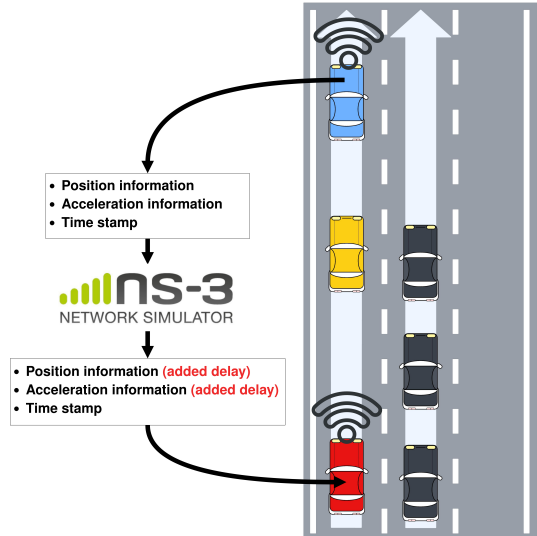 • Position information
• Acceleration information
• Time stamp
ns-3
NETWORK SIMULATOR
• Position information (added delay)
• Acceleration information (added delay)
• Time stamp